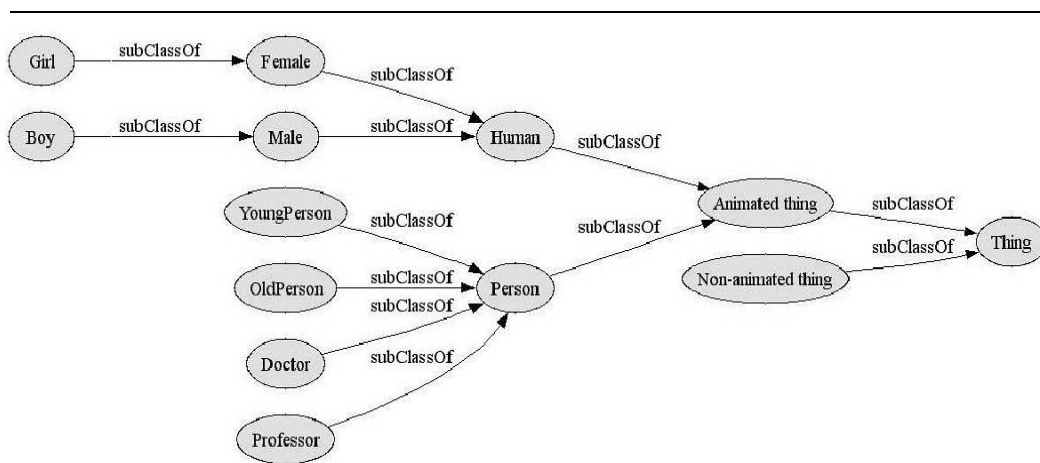 Girl subClassOf Female
subClassOf
Boy subClassOf Male subClassOf Human
subClassOf
YoungPerson subClassOf
Animated thing subClassOf
subClassOf
Thing
OldPerson subClassOf Person
Non-animated thing subClassOf
subClassOf
Doctor
subClassOf
Professor